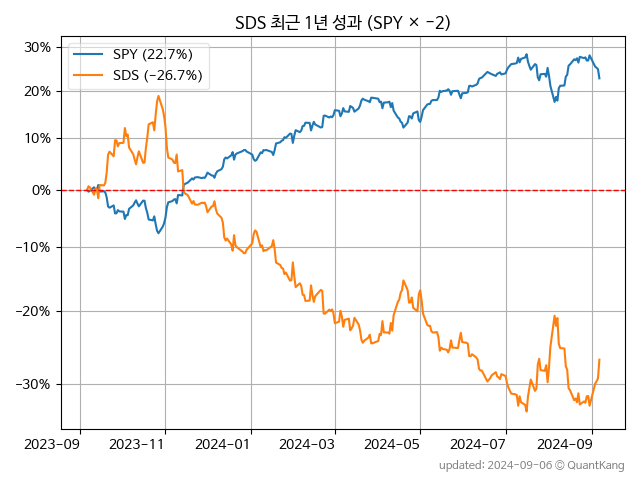 SDS 최근 1년 성과 (SPY × -2)
SPY (22.7%)
SDS (-26.7%)
30%
20%
10%
0%
-10%
-20%
-30%
2023-09 2023-11 2024-01 2024-03 2024-05 2024-07 2024-09
updated: 2024-09-06 © QuantKang